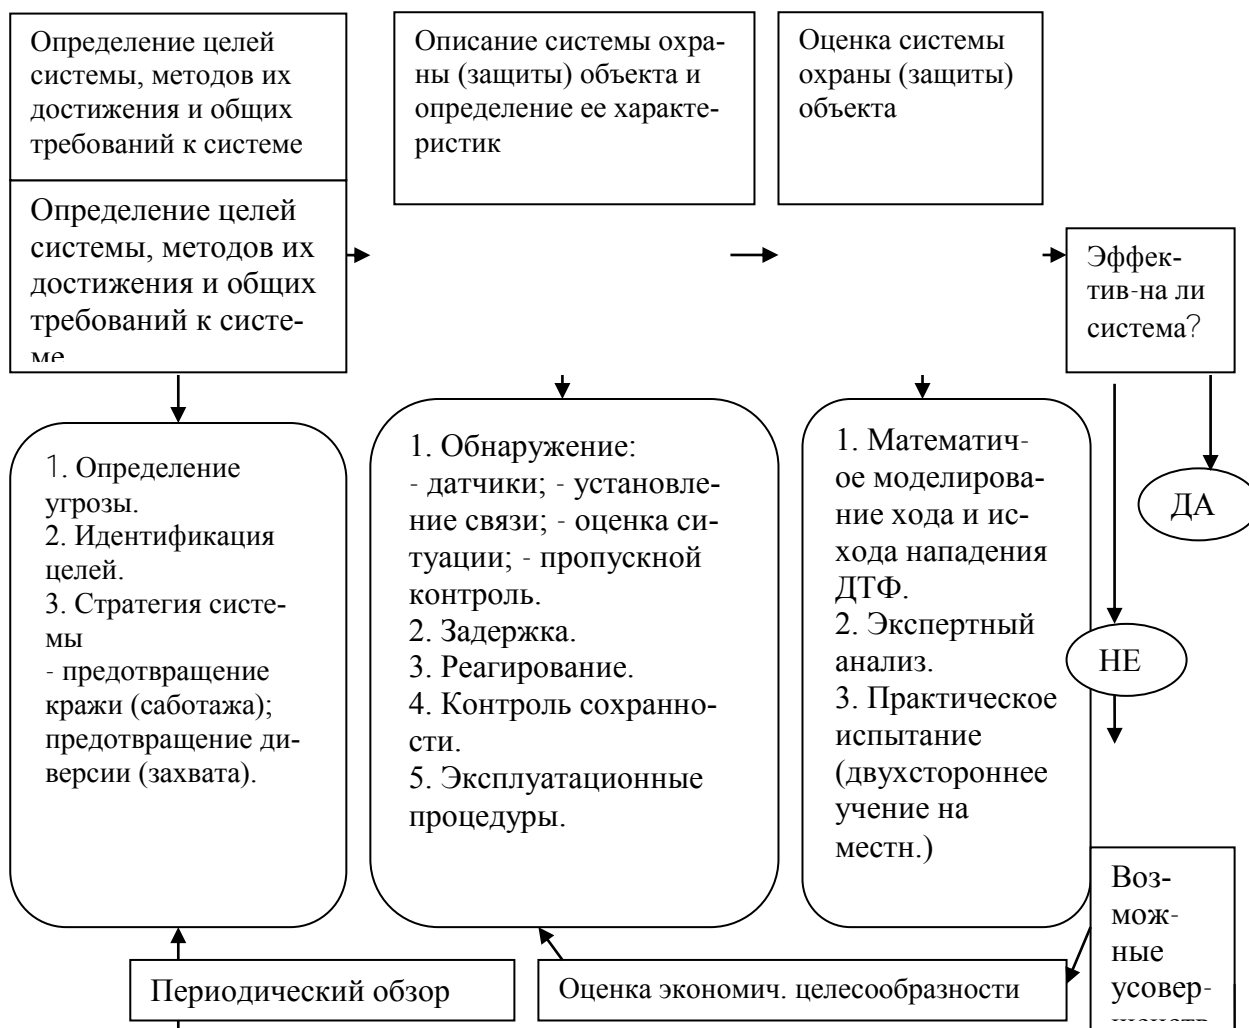 Определение целей
системы, методов их
достижения и общих
требований к системе
Описание системы охра-
ны (защиты) объекта и
определение ее характе-
ристик
Оценка системы
охраны (защиты)
объекта
Определение целей
системы, методов их
достижения и общих
требований к систе-
ме
Эффек-
тив-на ли
система?
1. Определение
угрозы.
2. Идентификация
целей.
3. Стратегия систе-
мы
- предотвращение
кражи (саботажа);
предотвращение ди-
версии (захвата).
1. Обнаружение:
- датчики; - установле-
ние связи; - оценка си-
туации; - пропускной
контроль.
2. Задержка.
3. Реагирование.
4. Контроль сохранно-
сти.
5. Эксплуатационные
процедуры.
1. Математич-
ое моделирова-
ние хода и ис-
хода нападения
ДТФ.
2. Экспертный
анализ.
3. Практическое
испытание
(двухстороннее
учение на
местн.)
ДА
НЕ
Воз-
мож-
ные
усовер-
шенств
Периодический обзор
Оценка экономич. целесообразности